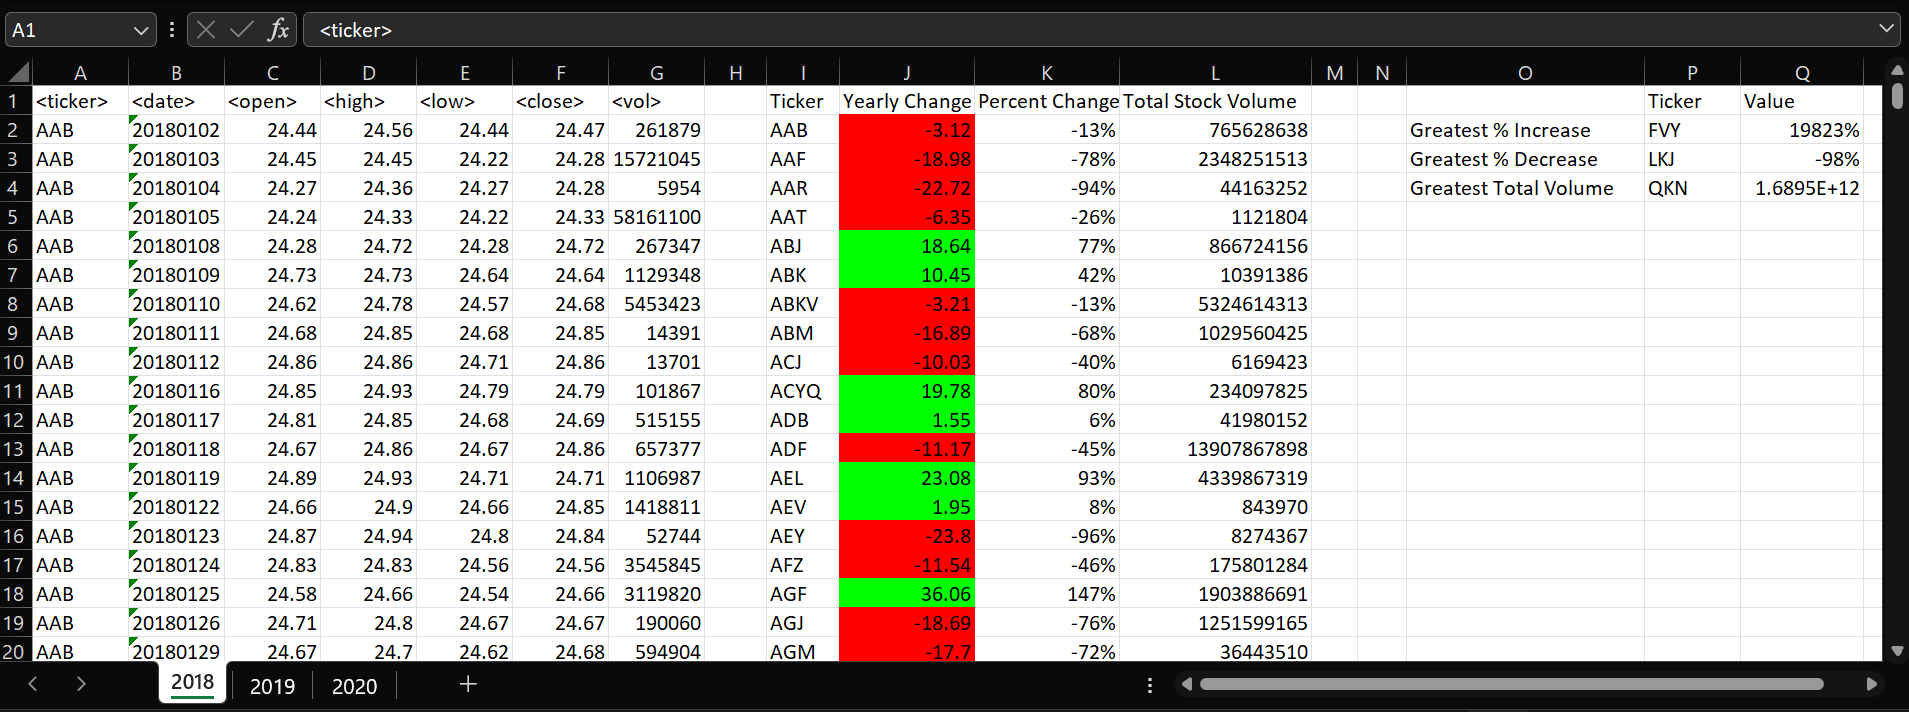 A1 fx <ticker>
A B C D E F G H I J K L M N O P Q
1 <ticker> <date> <open> <high> <low> <close> <vol> Ticker Yearly Change Percent Change Total Stock Volume Ticker Value
2 AAB 20180102 24.44 24.56 24.44 24.47 261879 AAB -3.12 -13% 765628638 Greatest % Increase FVY 19823%
3 AAB 20180103 24.45 24.45 24.22 24.28 15721045 AAF -18.98 -78% 2348251513 Greatest % Decrease LKJ -98%
4 AAB 20180104 24.27 24.36 24.27 24.28 5954 AAR -22.72 -94% 44163252 Greatest Total Volume QKN 1.6895E+12
5 AAB 20180105 24.24 24.33 24.22 24.33 58161100 AAT -6.35 -26% 1121804
6 AAB 20180108 24.28 24.72 24.28 24.72 267347 ABJ 18.64 77% 866724156
7 AAB 20180109 24.73 24.73 24.64 24.64 1129348 ABK 10.45 42% 10391386
8 AAB 20180110 24.62 24.78 24.57 24.68 5453423 ABKV -3.21 -13% 5324614313
9 AAB 20180111 24.68 24.85 24.68 24.85 14391 ABM -16.89 -68% 1029560425
10 AAB 20180112 24.86 24.86 24.71 24.86 13701 ACJ -10.03 -40% 6169423
11 AAB 20180116 24.85 24.93 24.79 24.79 101867 ACYQ 19.78 80% 234097825
12 AAB 20180117 24.81 24.85 24.68 24.69 515155 ADB 1.55 6% 41980152
13 AAB 20180118 24.67 24.86 24.67 24.86 657377 ADF -11.17 -45% 13907867898
14 AAB 20180119 24.89 24.93 24.71 24.71 1106987 AEL 23.08 93% 4339867319
15 AAB 20180122 24.66 24.9 24.66 24.85 1418811 AEV 1.95 8% 843970
16 AAB 20180123 24.87 24.94 24.8 24.84 52744 AEY -23.8 -96% 8274367
17 AAB 20180124 24.83 24.83 24.56 24.56 3545845 AFZ -11.54 -46% 175801284
18 AAB 20180125 24.58 24.66 24.54 24.66 3119820 AGF 36.06 147% 1903886691
19 AAB 20180126 24.71 24.8 24.67 24.67 190060 AGJ -18.69 -76% 1251599165
20 AAB 20180129 24.67 24.7 24.62 24.68 594904 AGM -17.7 -72% 36443510
2018 2019 2020